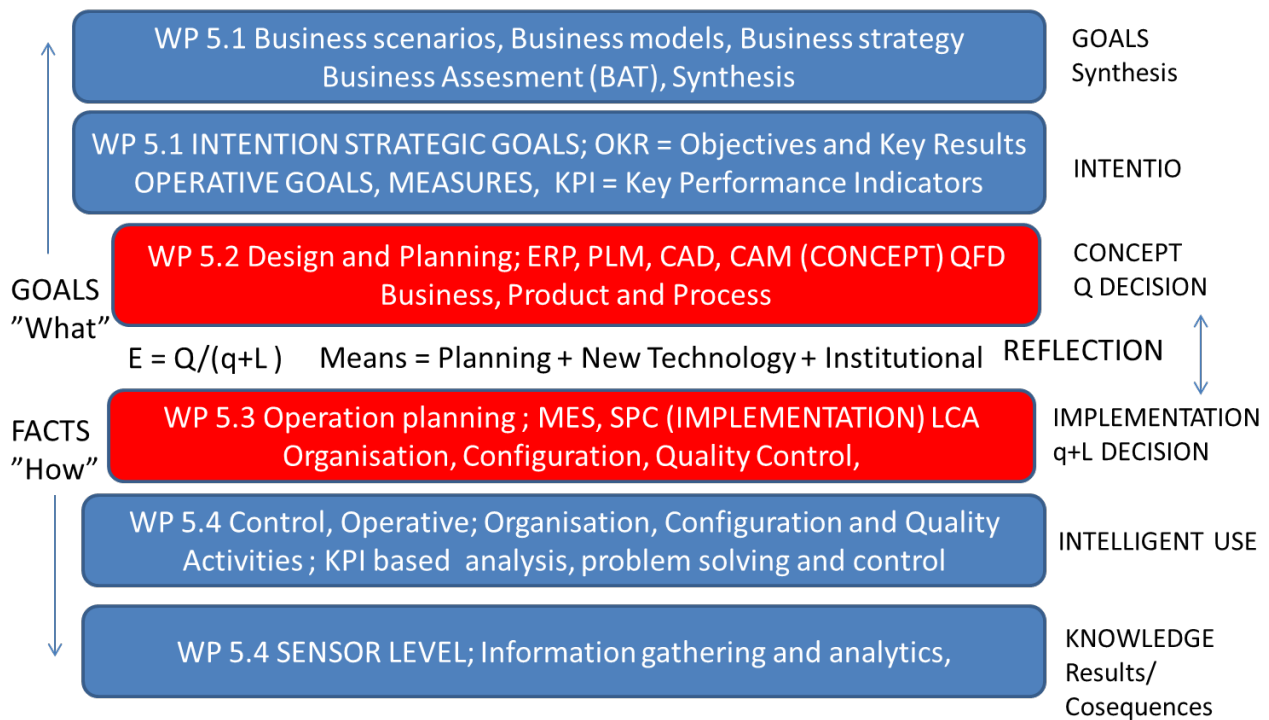 WP 5.1 Business scenarios, Business models, Business strategy
Business Assesment (BAT), Synthesis
GOALS
Synthesis
WP 5.1 INTENTION STRATEGIC GOALS; OKR = Objectives and Key Results
OPERATIVE GOALS, MEASURES, KPI = Key Performance Indicators
INTENTIO
WP 5.2 Design and Planning; ERP, PLM, CAD, CAM (CONCEPT) QFD
Business, Product and Process
CONCEPT
Q DECISION
GOALS
”What”
E = Q/(q+L ) Means = Planning + New Technology + Institutional
REFLECTION
WP 5.3 Operation planning ; MES, SPC (IMPLEMENTATION) LCA
Organisation, Configuration, Quality Control,
IMPLEMENTATION
q+L DECISION
FACTS
”How”
WP 5.4 Control, Operative; Organisation, Configuration and Quality
Activities ; KPI based analysis, problem solving and control
INTELLIGENT USE
WP 5.4 SENSOR LEVEL; Information gathering and analytics,
KNOWLEDGE
Results/
Cosequences